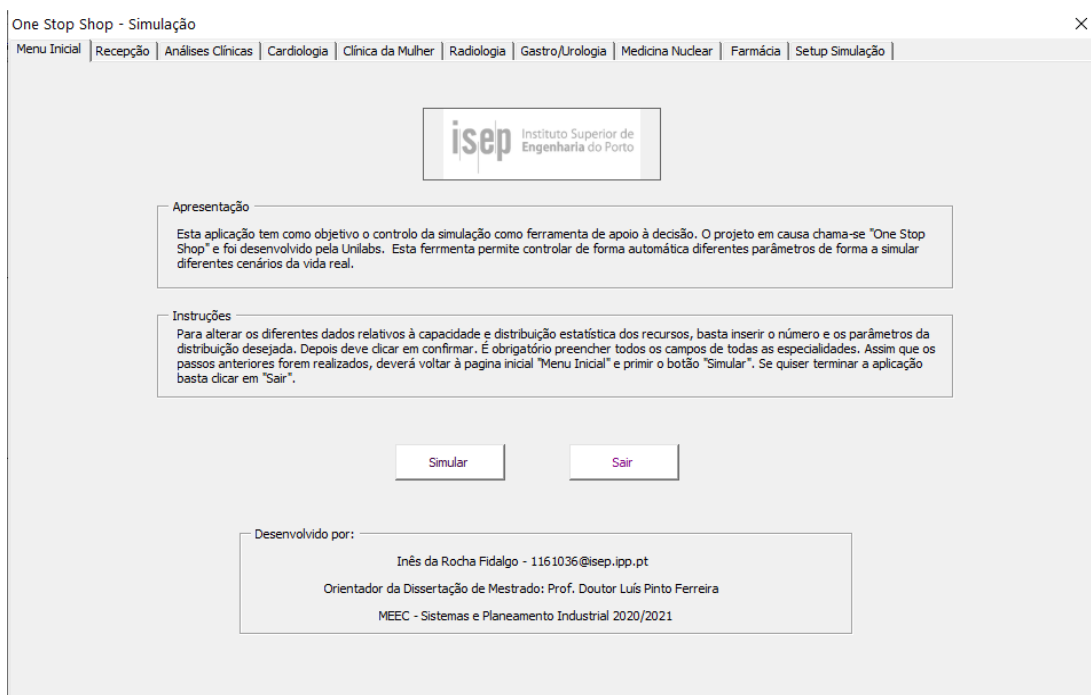 One Stop Shop - Simulação
Menu Inicial Recepção Análises Clínicas Cardiologia Clínica da Mulher Radiologia Gastro/Urologia Medicina Nuclear Farmácia Setup Simulação
isep Instituto Superior de
Engenharia do Porto
Apresentação
Esta aplicação tem como objetivo o controlo da simulação como ferramenta de apoio à decisão. O projeto em causa chama-se "One Stop
Shop" e foi desenvolvido pela Unilabs. Esta ferrmenta permite controlar de forma automática diferentes parâmetros de forma a simular
diferentes cenários da vida real.
Instruções
Para alterar os diferentes dados relativos à capacidade e distribuição estatística dos recursos, basta inserir o número e os parâmetros da
distribuição desejada. Depois deve clicar em confirmar. É obrigatório preencher todos os campos de todas as especialidades. Assim que os
passos anteriores forem realizados, deverá voltar à pagina inicial "Menu Inicial" e primir o botão "Simular". Se quiser terminar a aplicação
basta clicar em "Sair".
Simular Sair
Desenvolvido por:
Inês da Rocha Fidalgo - 1161036@isep.ipp.pt
Orientador da Dissertação de Mestrado: Prof. Doutor Luís Pinto Ferreira
MEEC - Sistemas e Planeamento Industrial 2020/2021